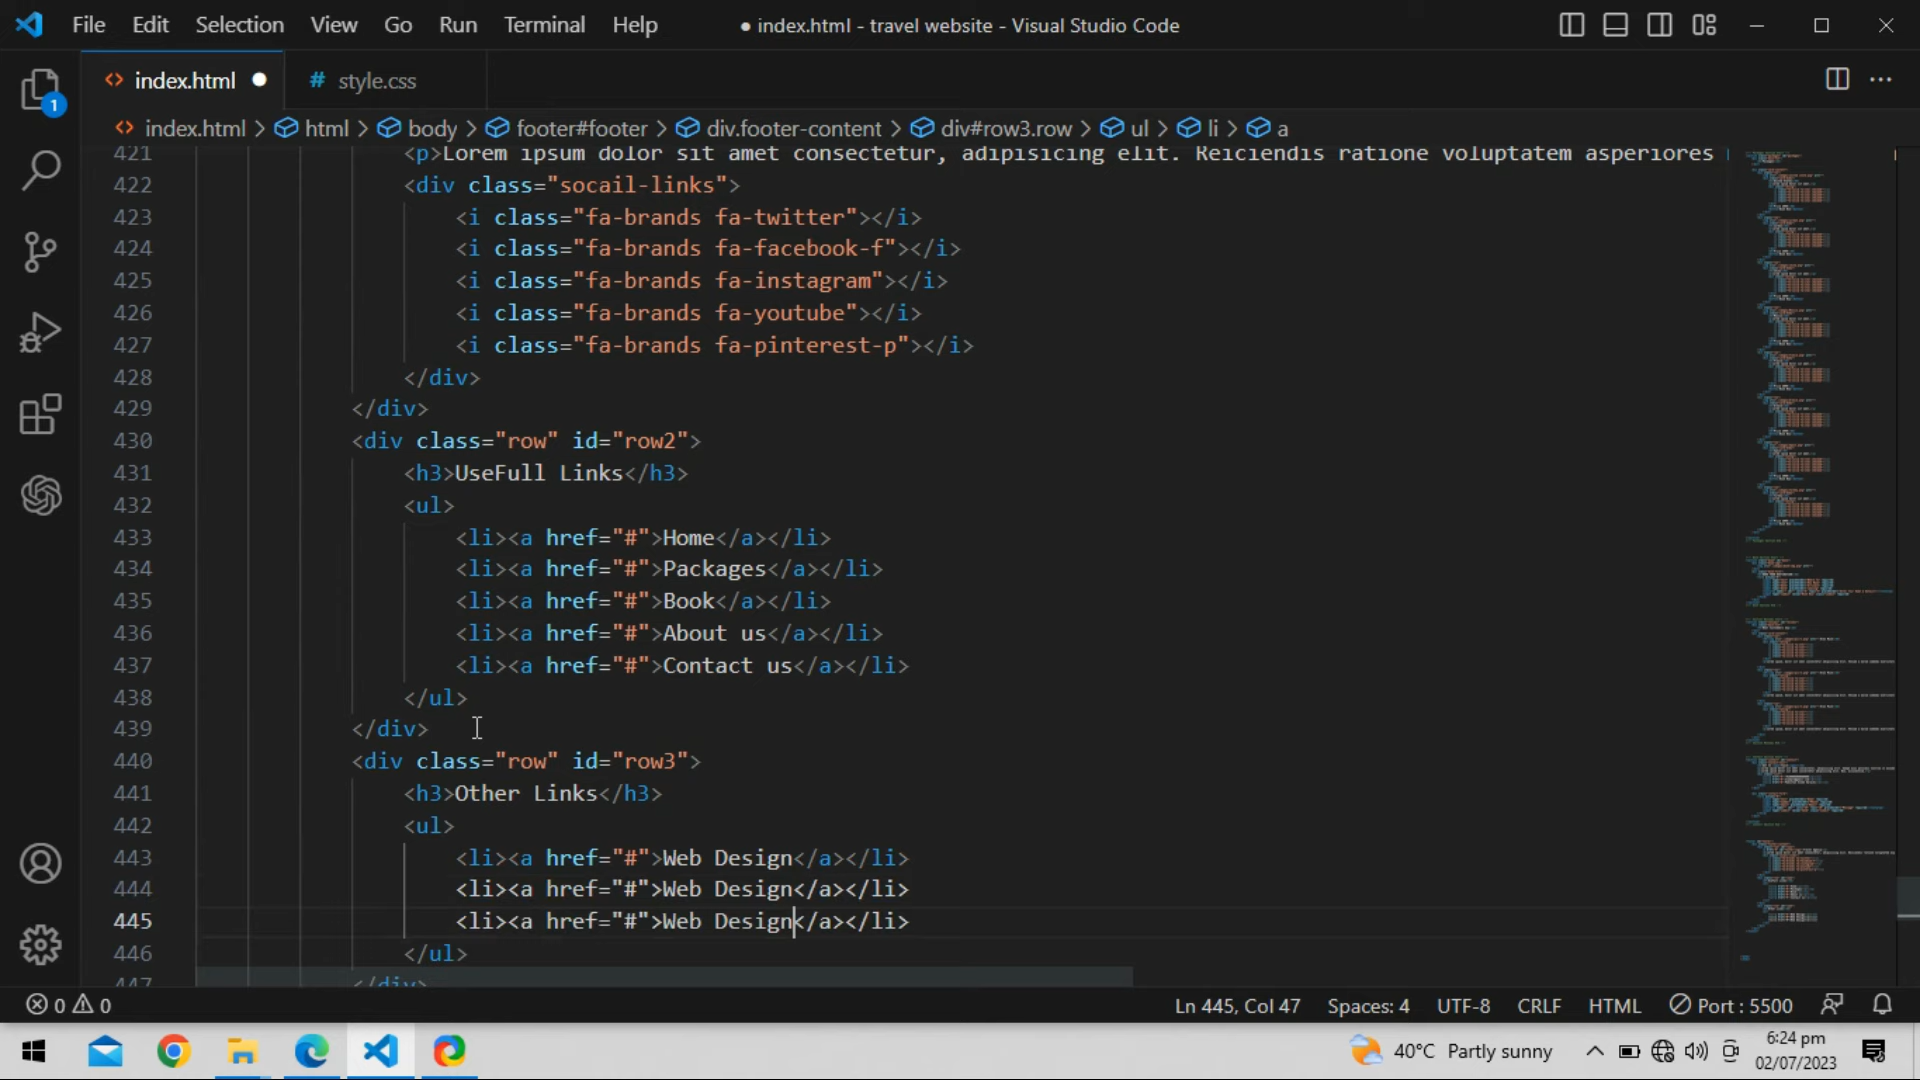 File Edit Selection View Go Run Terminal Help ● index.html - travel website - Visual Studio Code
index.html ● # style.css
index.html > html > body > footer#footer > div.footer-content > div#row3.row > ul > li > a
421 <p>Lorem ipsum dolor sit amet consectetur, adipisicing elit. Reiciendis ratione voluptatem asperiores
422 <div class="socail-links">
423 <i class="fa-brands fa-twitter"></i>
424 <i class="fa-brands fa-facebook-f"></i>
425 <i class="fa-brands fa-instagram"></i>
426 <i class="fa-brands fa-youtube"></i>
427 <i class="fa-brands fa-pinterest-p"></i>
428 </div>
429 </div>
430 <div class="row" id="row2">
431 <h3>UseFull Links</h3>
432 <ul>
433 <li><a href="#">Home</a></li>
434 <li><a href="#">Packages</a></li>
435 <li><a href="#">Book</a></li>
436 <li><a href="#">About us</a></li>
437 <li><a href="#">Contact us</a></li>
438 </ul>
439 </div>
440 <div class="row" id="row3">
441 <h3>Other Links</h3>
442 <ul>
443 <li><a href="#">Web Design</a></li>
444 <li><a href="#">Web Design</a></li>
445 <li><a href="#">Web Design</a></li>
446 </ul>
447 </div>
0 0 Ln 445, Col 47 Spaces: 4 UTF-8 CRLF HTML Port : 5500
40°C Partly sunny 6:24 pm
02/07/2023
1